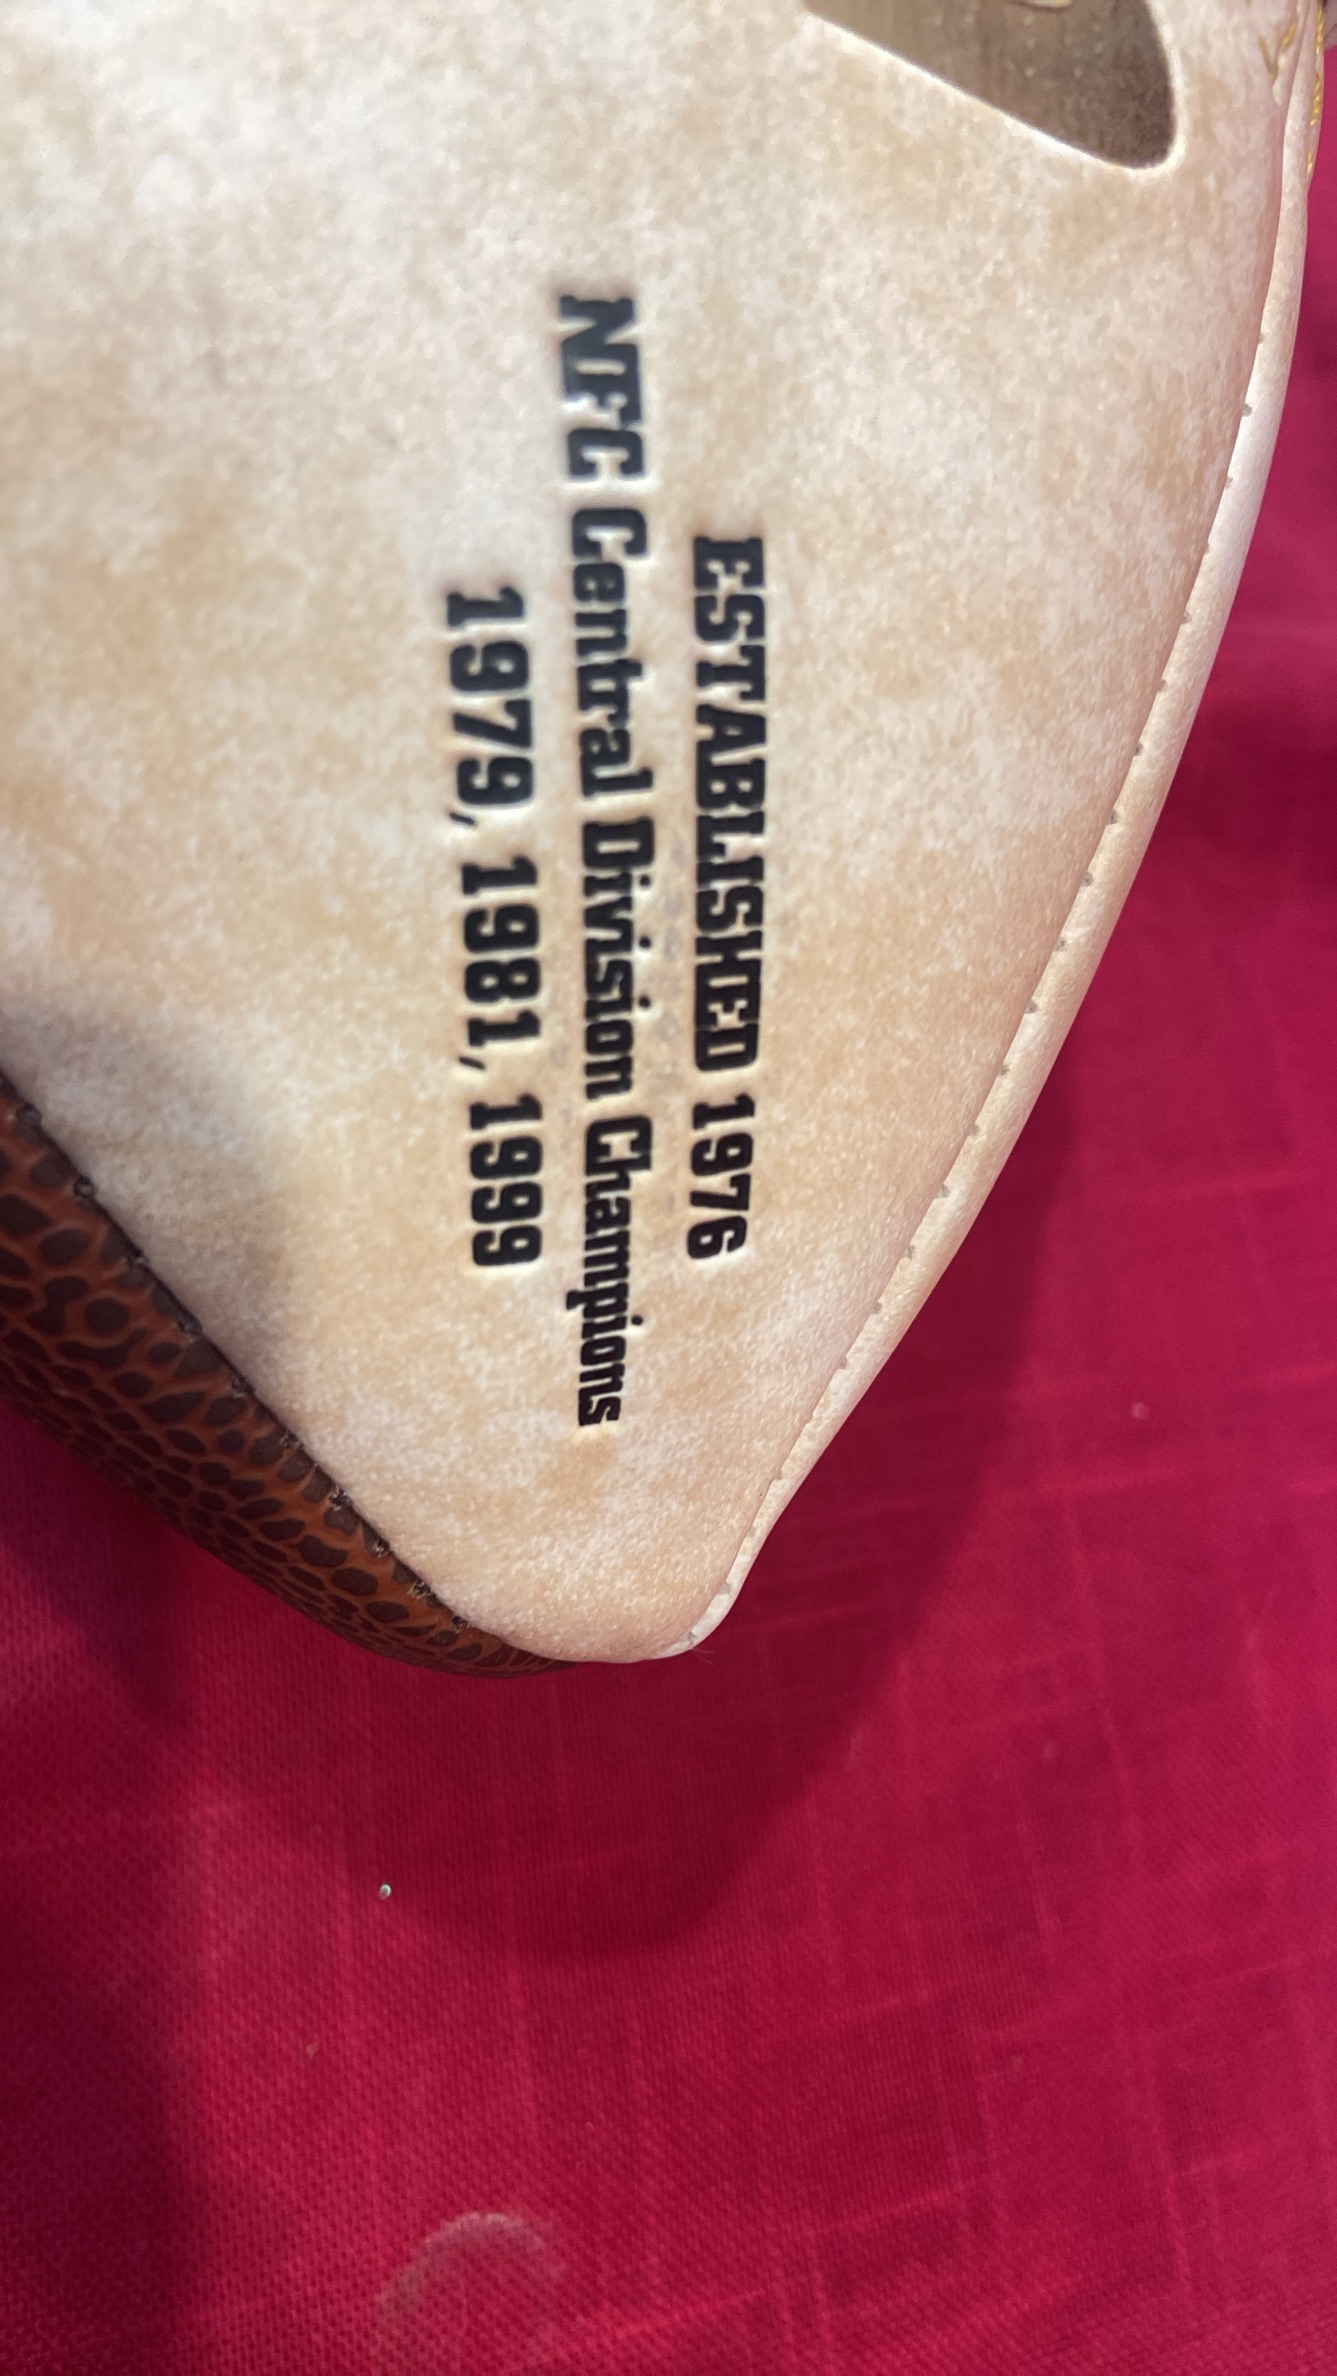 ESTABLISHED 1976
NFC Central Division Champions
1979, 1981, 1999